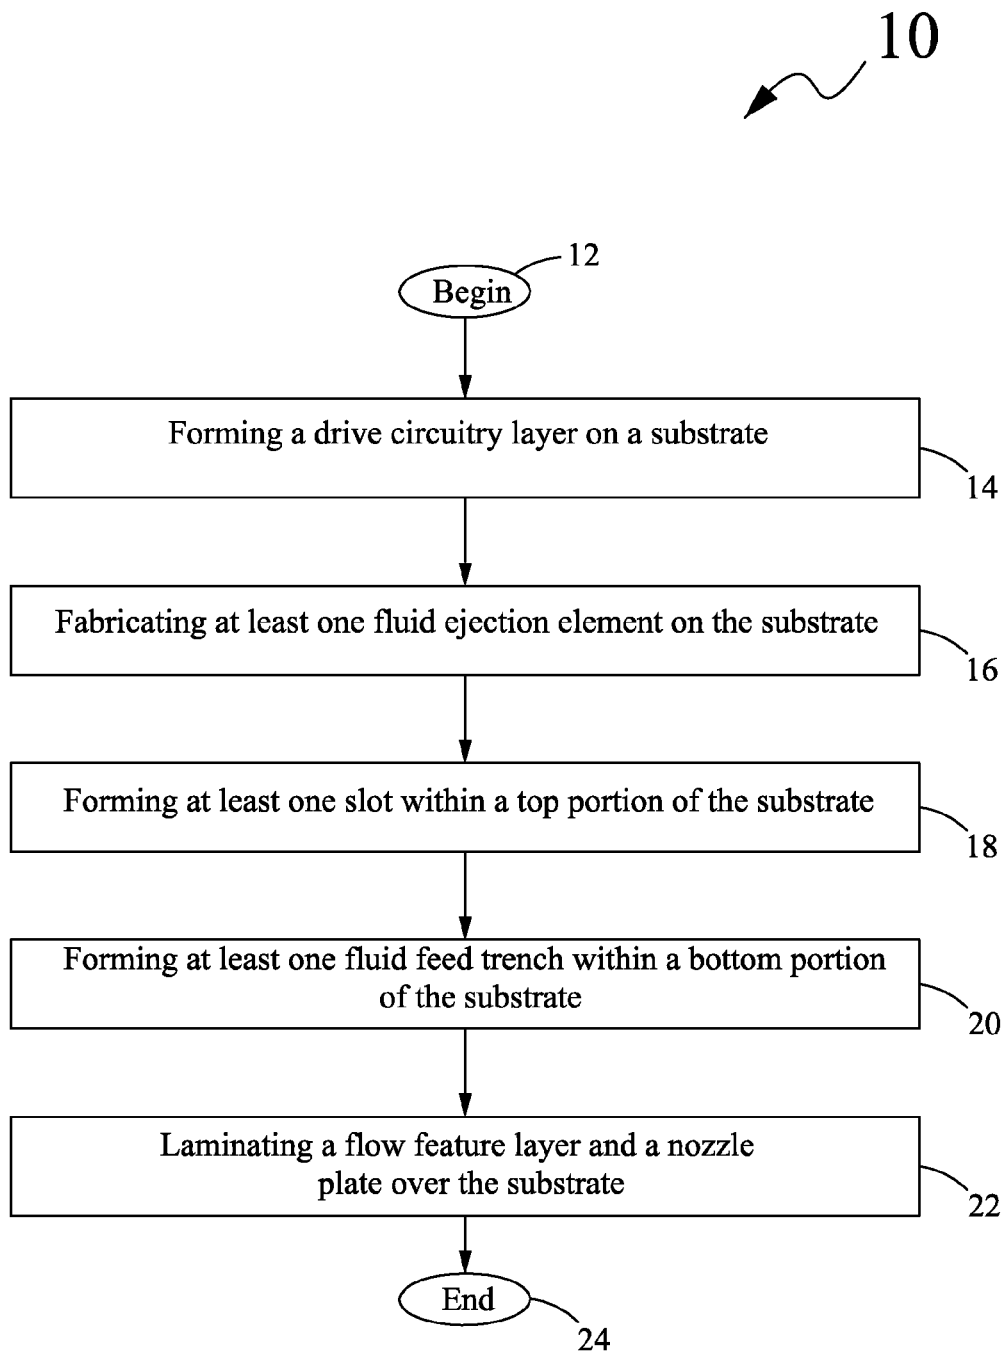 10
12
Begin
Forming a drive circuitry layer on a substrate
14
Fabricating at least one fluid ejection element on the substrate
16
Forming at least one slot within a top portion of the substrate
18
Forming at least one fluid feed trench within a bottom portion
of the substrate
20
Laminating a flow feature layer and a nozzle
plate over the substrate
22
End
24